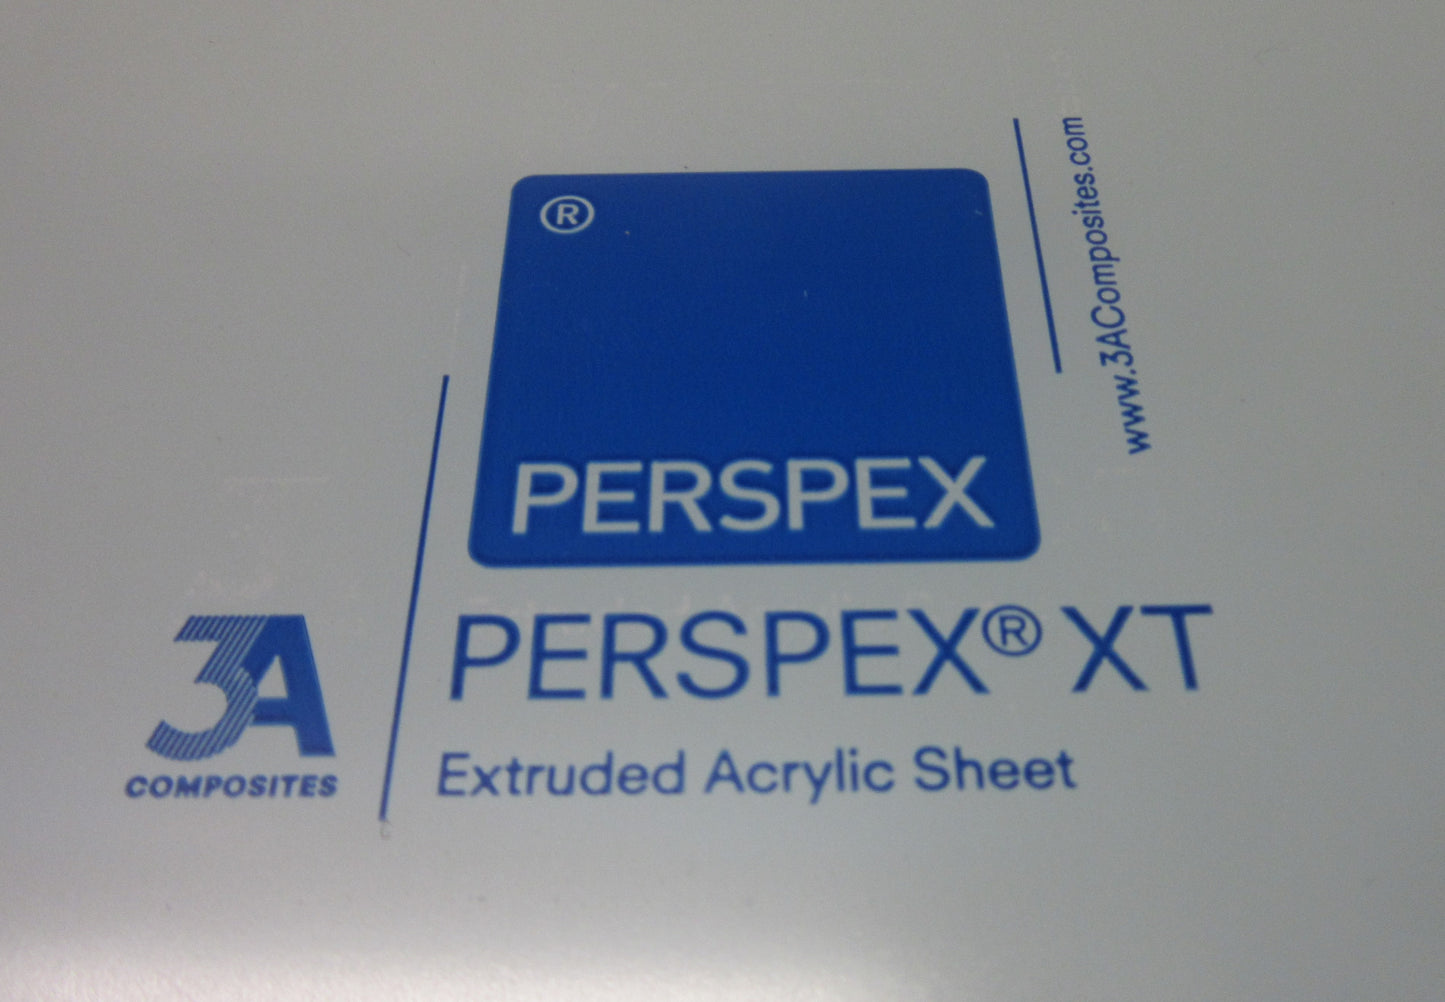 ®
PERSPEX
PERSPEX® XT
Extruded Acrylic Sheet
3A
COMPOSITES
www.3AComposites.com